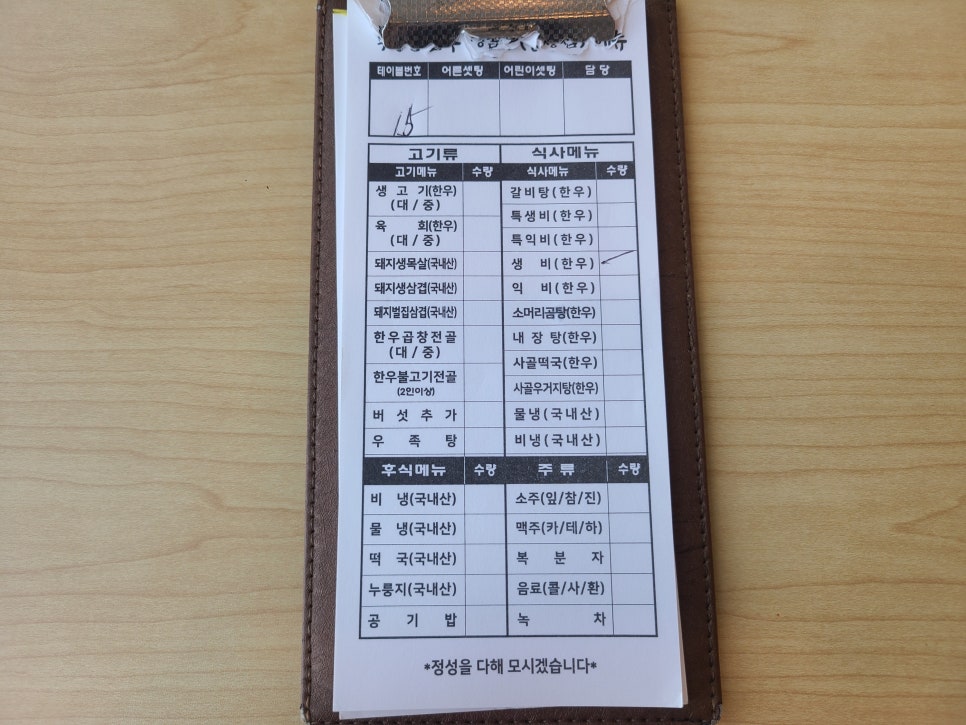 메뉴
테이블번호 어른셋팅 어린이셋팅 담당
15
고기류 식사메뉴
고기메뉴 수량 식사메뉴 수량
생 고 기(한우)
(대 / 중)
갈비탕(한우)
특생비(한우)
육 회(한우)
(대 / 중)
특익비(한우)
돼지생목살(국내산) 생 비(한우)
돼지생삼겹(국내산) 익 비(한우)
돼지벌집삼겹(국내산) 소머리곰탕(한우)
한우곱창전골
(대 / 중)
내 장 탕(한우)
사골떡국(한우)
한우불고기전골
(2인이상)
사골우거지탕(한우)
버 섯 추 가 물냉(국내산)
우 족 탕 비냉(국내산)
후식메뉴 수량 주 류 수량
비 냉(국내산) 소주(잎/참/진)
물 냉(국내산) 맥주(카/테/하)
떡 국(국내산) 복 분 자
누룽지(국내산) 음료(콜/사/환)
공 기 밥 녹 차
*정성을 다해 모시겠습니다*